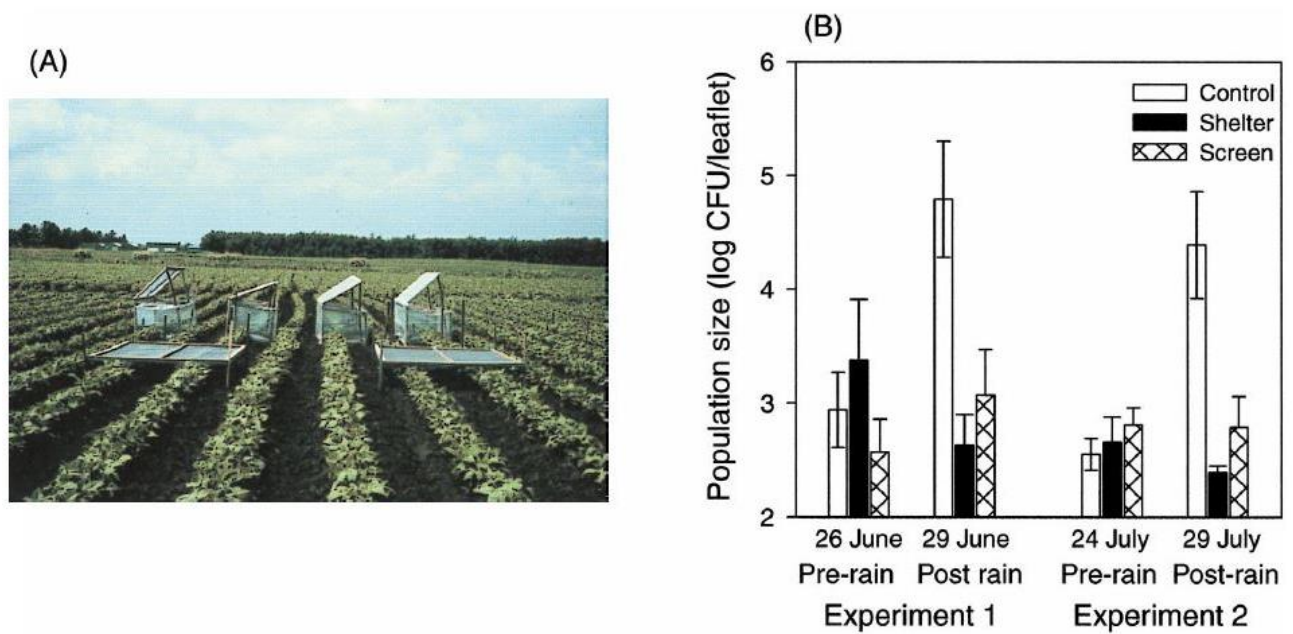 (A)
(B)
Population size (log CFU/leaflet)
6
5
4
3
2
Control
Shelter
Screen
26 June 29 June 24 July 29 July
Pre-rain Post rain Pre-rain Post-rain
Experiment 1 Experiment 2